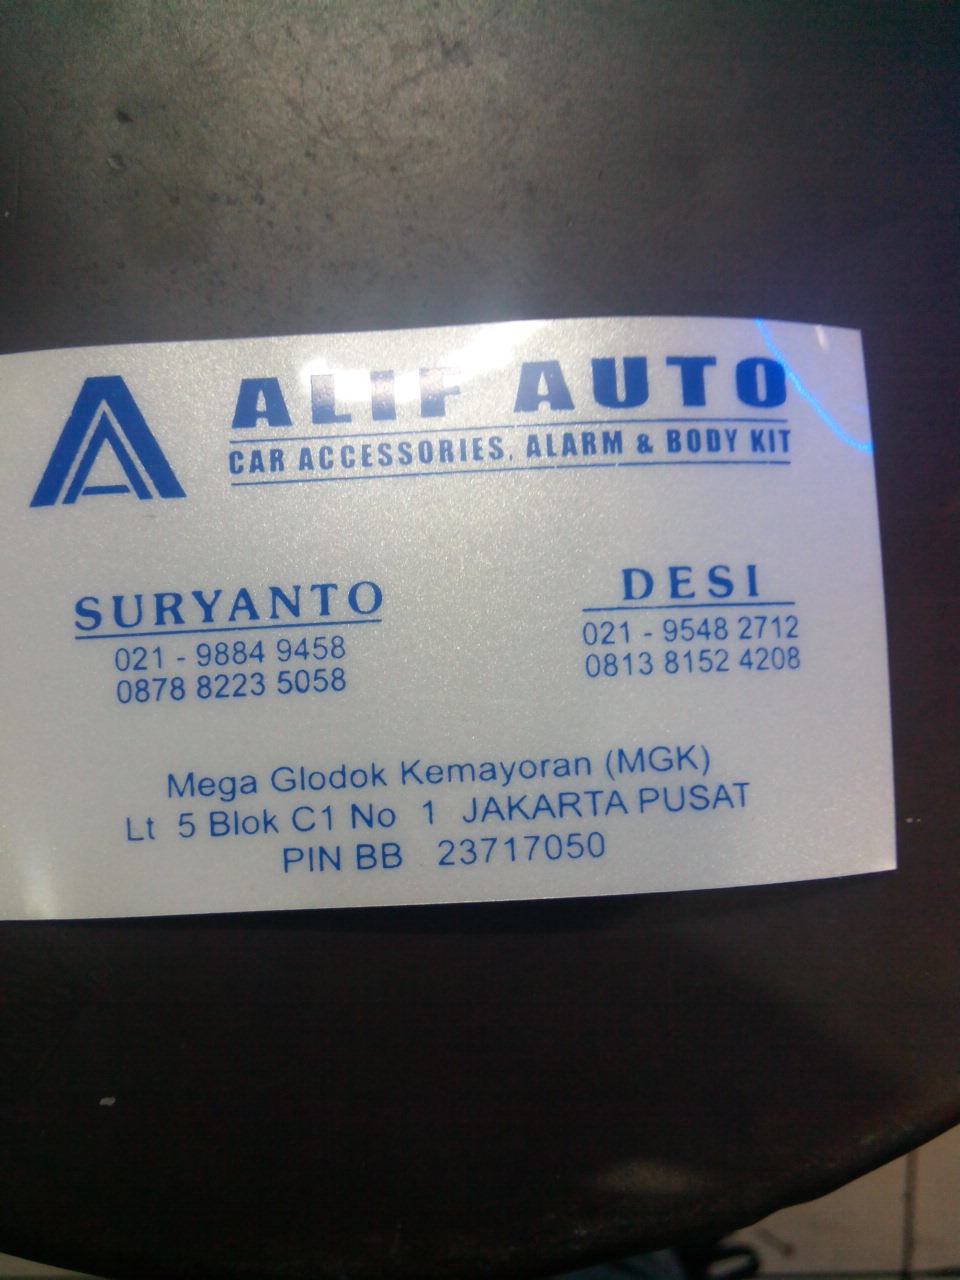 ALIF AUTO
CAR ACCESSORIES, ALARM & BODY KIT
SURYANTO
021 - 9884 9458
0878 8223 5058
DESI
021 - 9548 2712
0813 8152 4208
Mega Glodok Kemayoran (MGK)
Lt 5 Blok C1 No 1 JAKARTA PUSAT
PIN BB 23717050